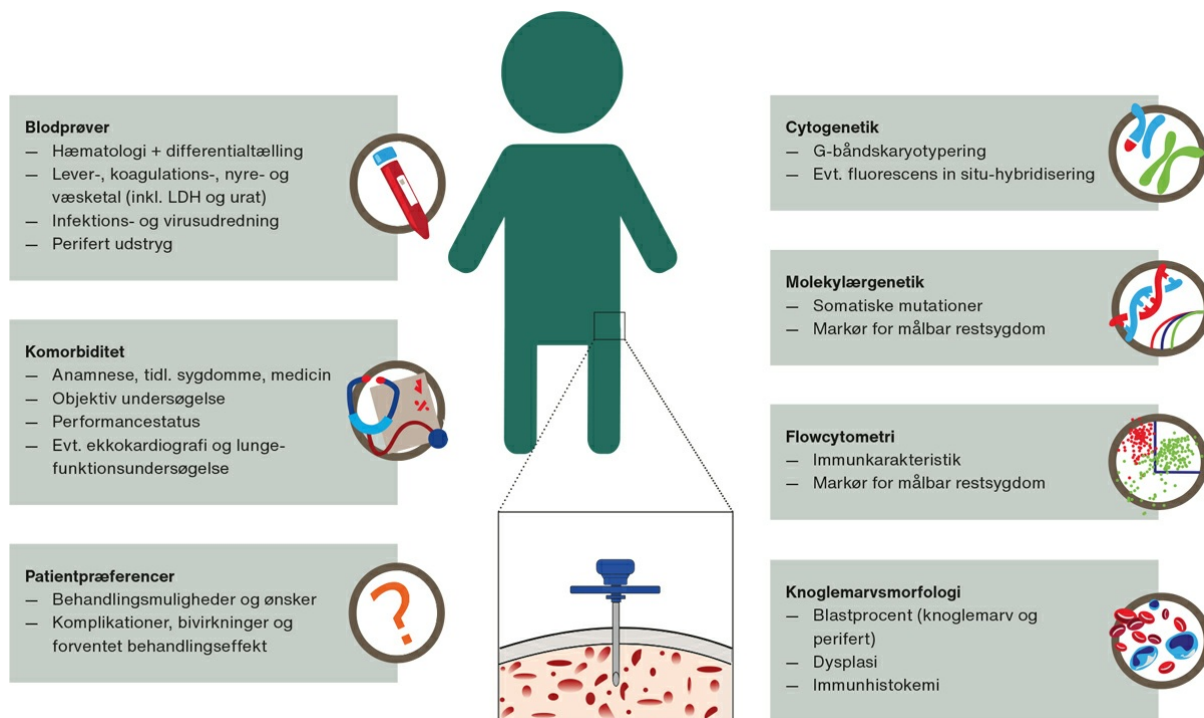 Blodprøver
— Hæmatologi + differentialtælling
— Lever-, koagulations-, nyre- og
væsketal (inkl. LDH og urat)
— Infektions- og virusudredning
— Perifert udstryg
Komorbiditet
— Anamnese, tidl. sygdomme, medicin
— Objektiv undersøgelse
— Performancestatus
— Evt. ekkokardiografi og lunge-
funktionsundersøgelse
Patientpræferencer
— Behandlingsmuligheder og ønsker
— Komplikationer, bivirkninger og
forventet behandlingseffekt
?
Cytogenetik
— G-båndskaryotypering
— Evt. fluorescens in situ-hybridisering
Molekylærgenetik
— Somatiske mutationer
— Markør for målbar restsygdom
Flowcytometri
— Immunkarakteristik
— Markør for målbar restsygdom
Knoglemarvsmorfologi
— Blastprocent (knoglemarv og
perifert)
— Dysplasi
— Immunhistokemi